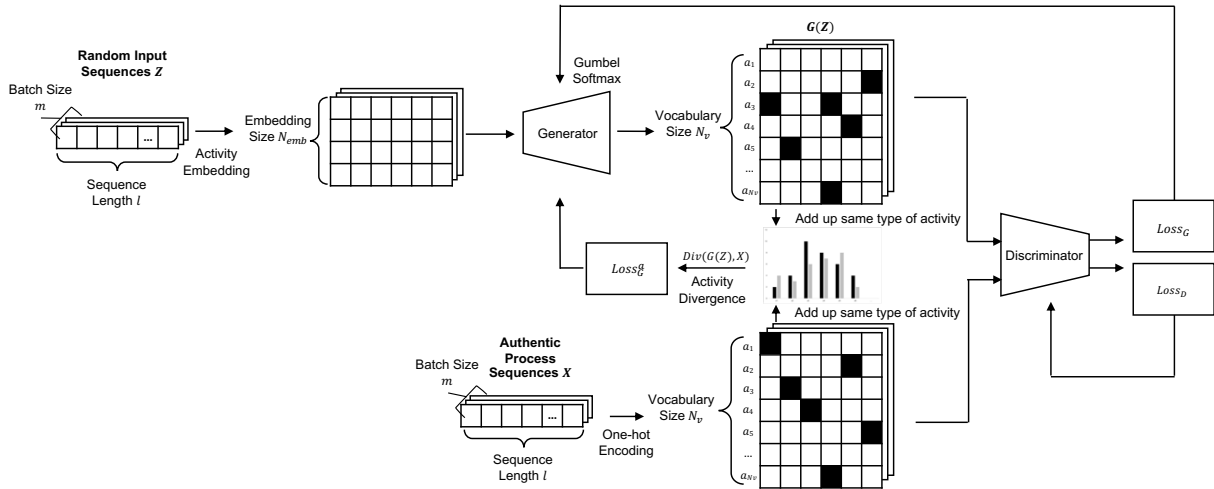 Random Input
Sequences Z
Batch Size
m
...
Sequence
Length l
Activity
Embedding
Embedding
Size N_emb
Gumbel
Softmax
Generator
Vocabulary
Size N_v
G(Z)
a_1
a_2
a_3
a_4
a_5
...
a_Nv
Add up same type of activity
Loss_G^a
Div(G(Z), X)
Activity
Divergence
Add up same type of activity
Discriminator
Loss_G
Loss_D
Authentic
Process
Sequences X
Batch Size
m
...
Sequence
Length l
One-hot
Encoding
Vocabulary
Size N_v
a_1
a_2
a_3
a_4
a_5
...
a_Nv